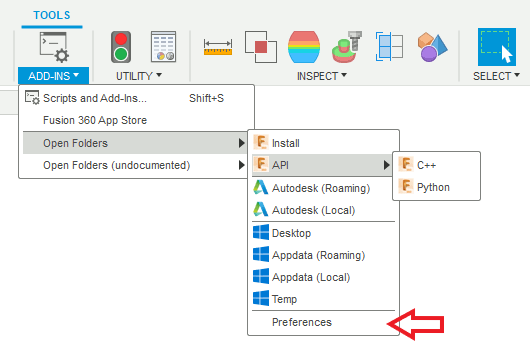 TOOLS
ADD-INS UTILITY INSPECT SELECT
Scripts and Add-Ins... Shift+S
Fusion 360 App Store
Open Folders
Open Folders (undocumented)
Install
API
Autodesk (Roaming)
Autodesk (Local)
Desktop
Appdata (Roaming)
Appdata (Local)
Temp
Preferences
C++
Python